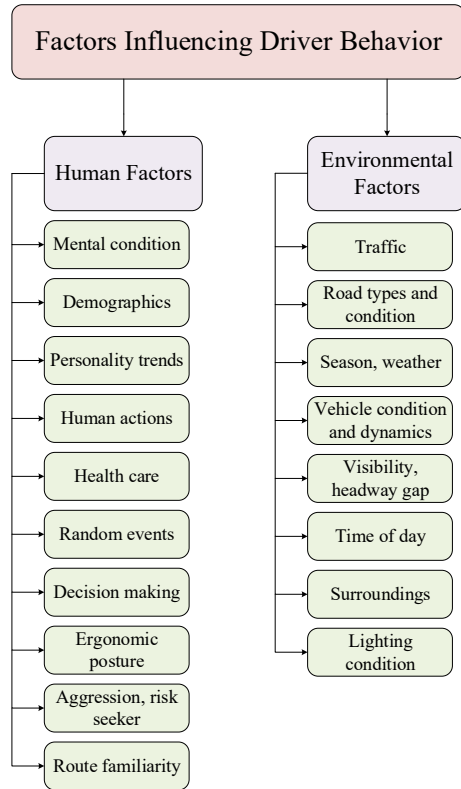 Factors Influencing Driver Behavior
Human Factors
Mental condition
Demographics
Personality trends
Human actions
Health care
Random events
Decision making
Ergonomic
posture
Aggression, risk
seeker
Route familiarity
Environmental
Factors
Traffic
Road types and
condition
Season, weather
Vehicle condition
and dynamics
Visibility,
headway gap
Time of day
Surroundings
Lighting
condition